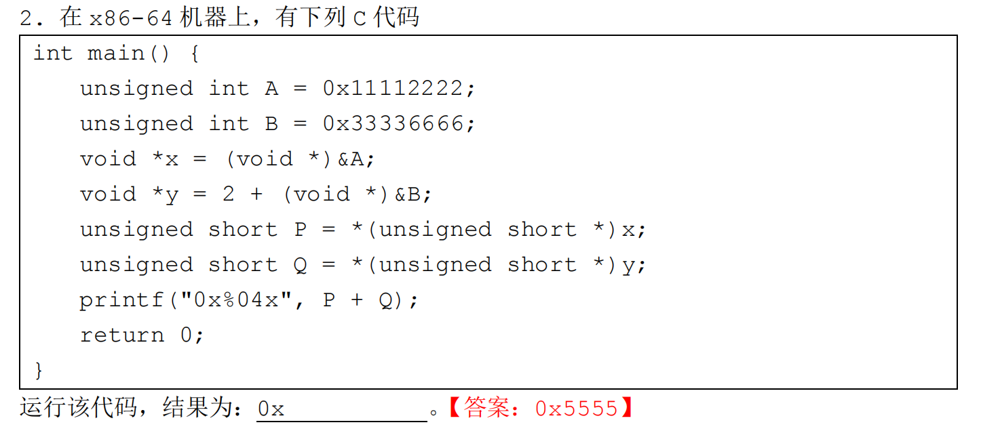 2. 在 x86-64 机器上，有下列 C 代码
int main() {
unsigned int A = 0x11112222;
unsigned int B = 0x33336666;
void *x = (void *)&A;
void *y = 2 + (void *)&B;
unsigned short P = *(unsigned short *)x;
unsigned short Q = *(unsigned short *)y;
printf("0x%04x", P + Q);
return 0;
}
运行该代码，结果为：0x________。【答案：0x5555】